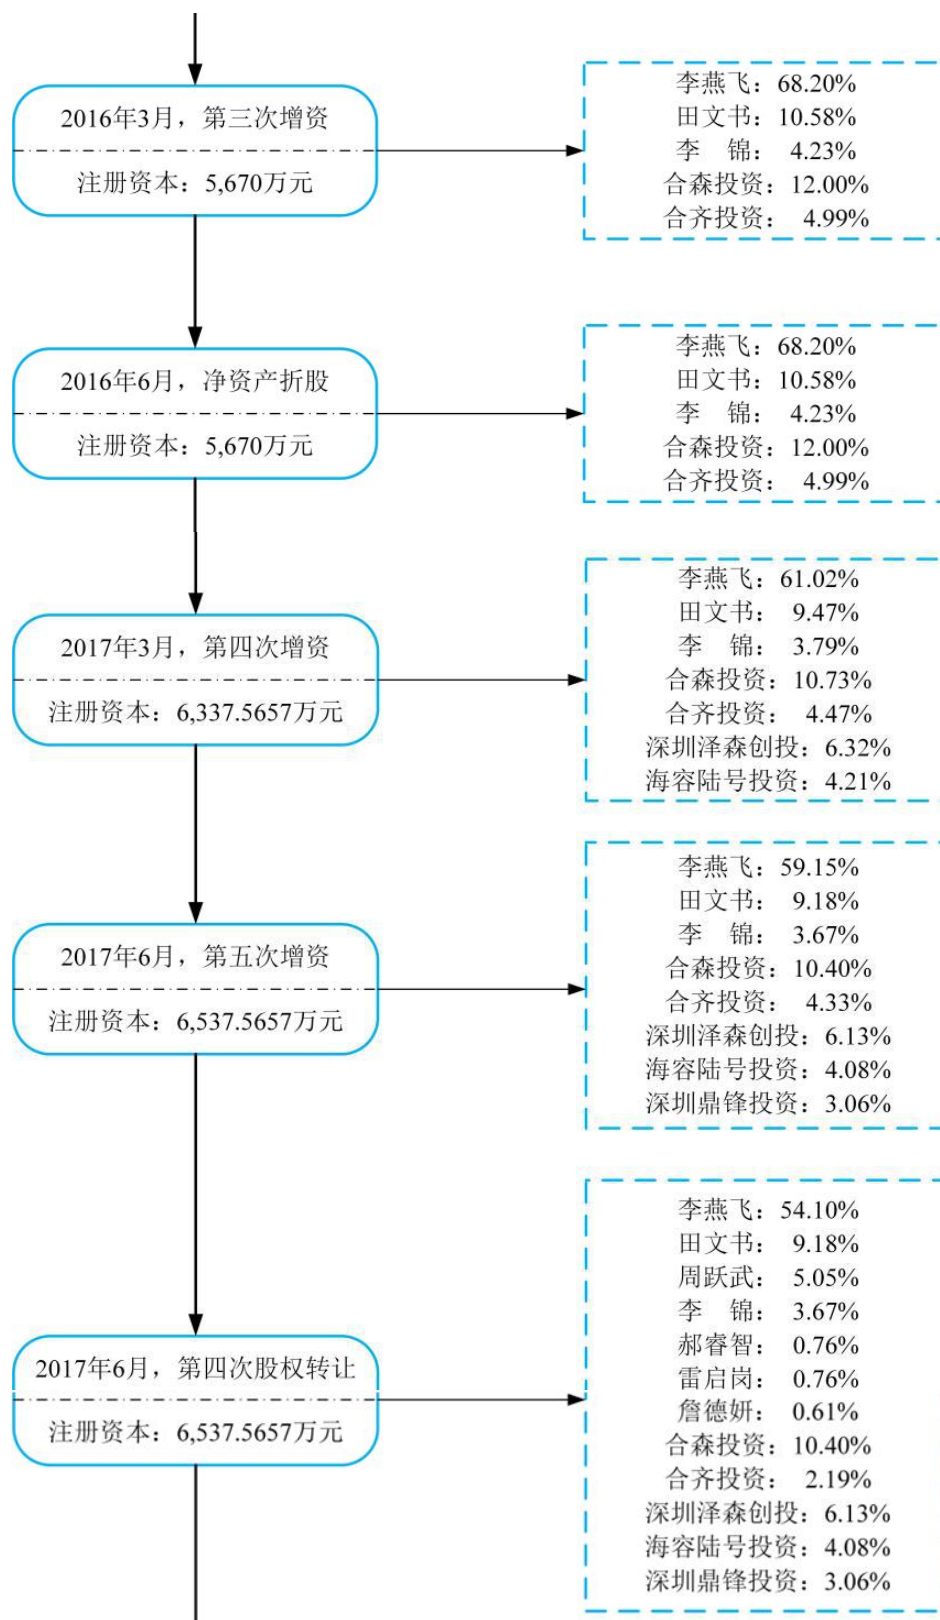 2016年3月，第三次增资
注册资本：5,670万元
李燕飞：68.20%
田文书：10.58%
李　锦： 4.23%
合森投资：12.00%
合齐投资： 4.99%
2016年6月，净资产折股
注册资本：5,670万元
李燕飞：68.20%
田文书：10.58%
李　锦： 4.23%
合森投资：12.00%
合齐投资： 4.99%
2017年3月，第四次增资
注册资本：6,337.5657万元
李燕飞：61.02%
田文书： 9.47%
李　锦： 3.79%
合森投资：10.73%
合齐投资： 4.47%
深圳泽森创投：6.32%
海容陆号投资：4.21%
2017年6月，第五次增资
注册资本：6,537.5657万元
李燕飞：59.15%
田文书： 9.18%
李　锦： 3.67%
合森投资：10.40%
合齐投资： 4.33%
深圳泽森创投：6.13%
海容陆号投资：4.08%
深圳鼎锋投资：3.06%
2017年6月，第四次股权转让
注册资本：6,537.5657万元
李燕飞：54.10%
田文书： 9.18%
周跃武： 5.05%
李　锦： 3.67%
郝睿智： 0.76%
雷启岗： 0.76%
詹德妍： 0.61%
合森投资：10.40%
合齐投资： 2.19%
深圳泽森创投：6.13%
海容陆号投资：4.08%
深圳鼎锋投资：3.06%